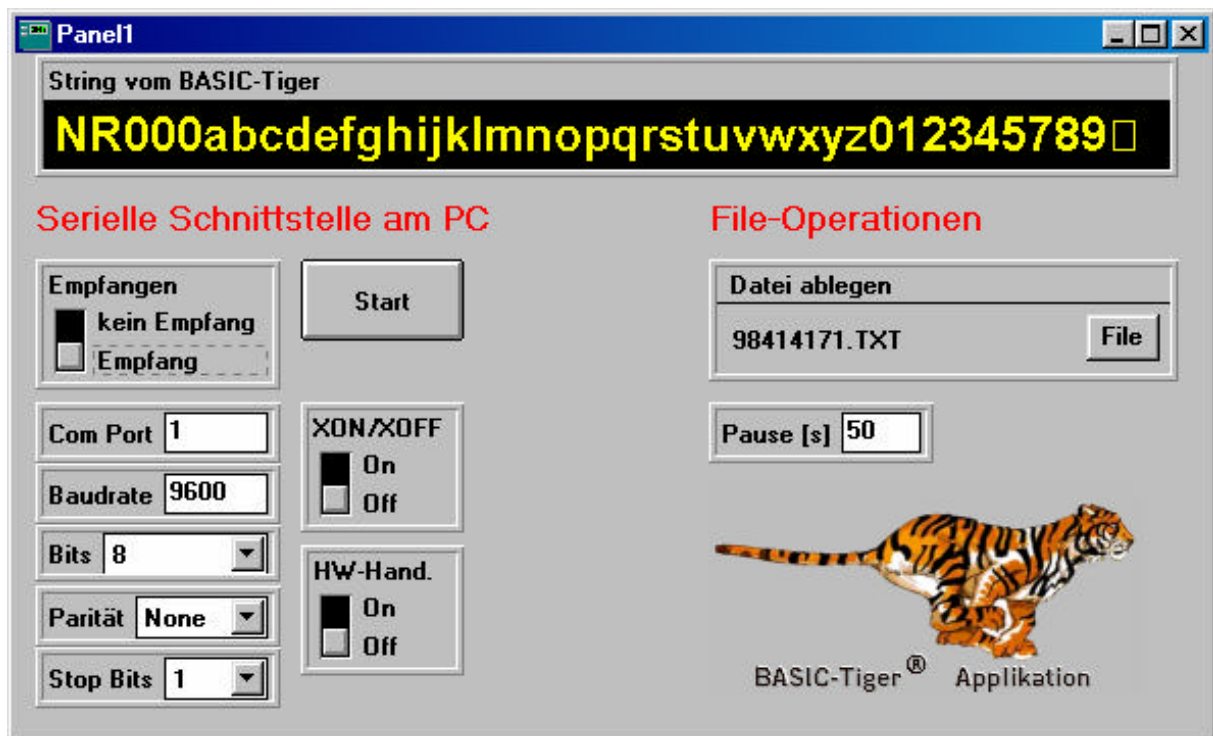 Panel1
String vom BASIC-Tiger
NR000abcdefghijklmnopqrstuvwxyz012345789
Serielle Schnittstelle am PC
File-Operationen
Empfangen
kein Empfang
Empfang
Start
Datei ablegen
98414171.TXT
File
Com Port 1
XON/XOFF
On
Off
Pause [s] 50
Baudrate 9600
Bits 8
HW-Hand.
On
Off
Parität None
Stop Bits 1
BASIC-Tiger® Applikation